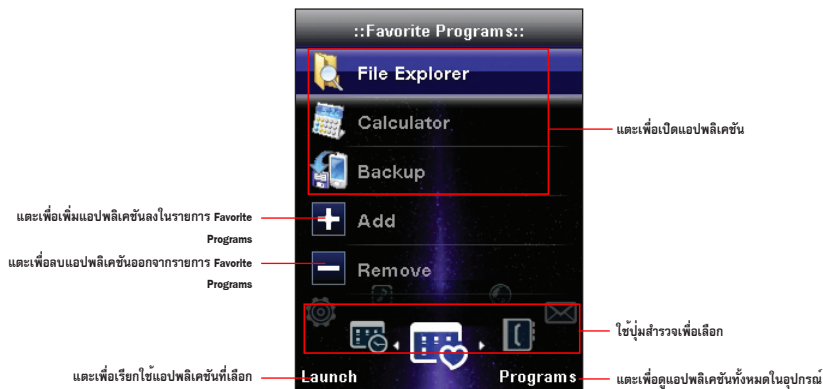 ::Favorite Programs::
File Explorer
Calculator
แตะเพื่อเปิดแอปพลิเคชัน
Backup
แตะเพื่อเพิ่มแอปพลิเคชันลงในรายการ Favorite
Programs
Add
แตะเพื่อลบแอปพลิเคชันออกจากรายการ Favorite
Programs
Remove
ใช้ปุ่มสำรวจเพื่อเลือก
แตะเพื่อเรียกใช้แอปพลิเคชันที่เลือก
Launch
Programs
แตะเพื่อดูแอปพลิเคชันทั้งหมดในอุปกรณ์